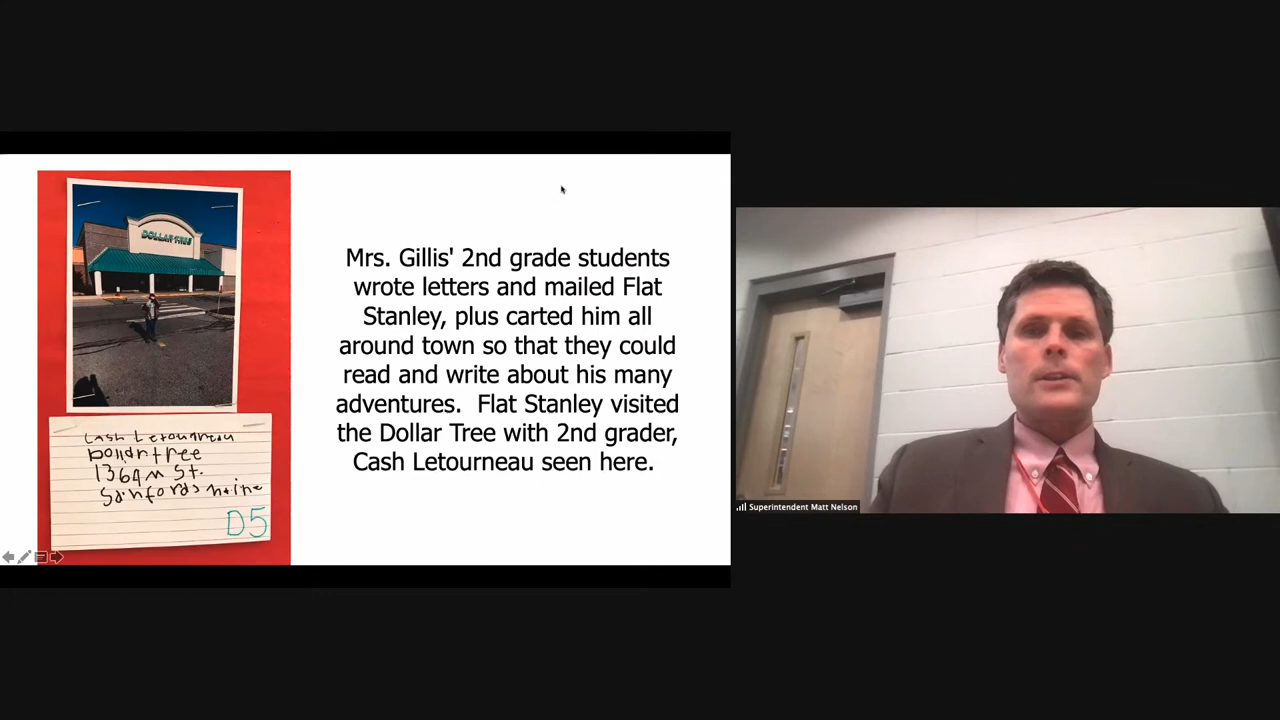 DOLLAR TREE
Cash Letourneau
Dollartree
1364 m St.
Sanfords maine
D5
Mrs. Gillis' 2nd grade students
wrote letters and mailed Flat
Stanley, plus carted him all
around town so that they could
read and write about his many
adventures. Flat Stanley visited
the Dollar Tree with 2nd grader,
Cash Letourneau seen here.
Superintendent Matt Nelson